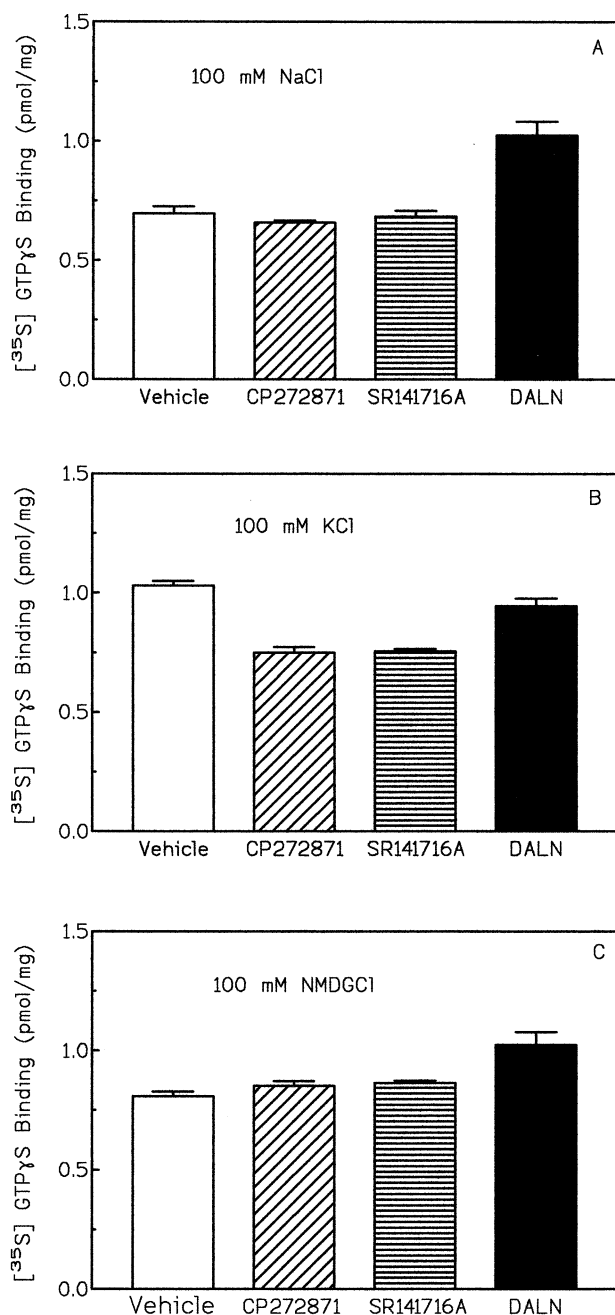 A
100 mM NaCl
[³⁵S] GTPγS Binding (pmol/mg)
1.5
1.0
0.5
0.0
Vehicle CP272871 SR141716A DALN
B
100 mM KCl
[³⁵S] GTPγS Binding (pmol/mg)
1.5
1.0
0.5
0.0
Vehicle CP272871 SR141716A DALN
C
100 mM NMDGCl
[³⁵S] GTPγS Binding (pmol/mg)
1.5
1.0
0.5
0.0
Vehicle CP272871 SR141716A DALN